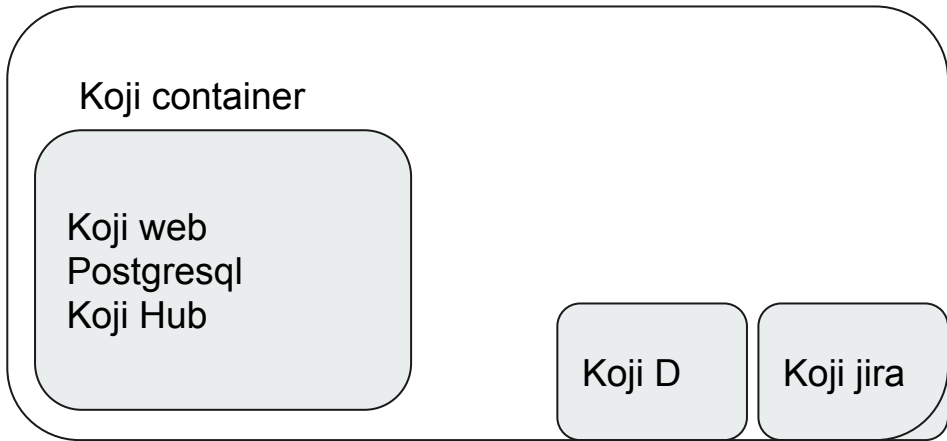 Koji container
Koji web
Postgresql
Koji Hub
Koji D
Koji jira